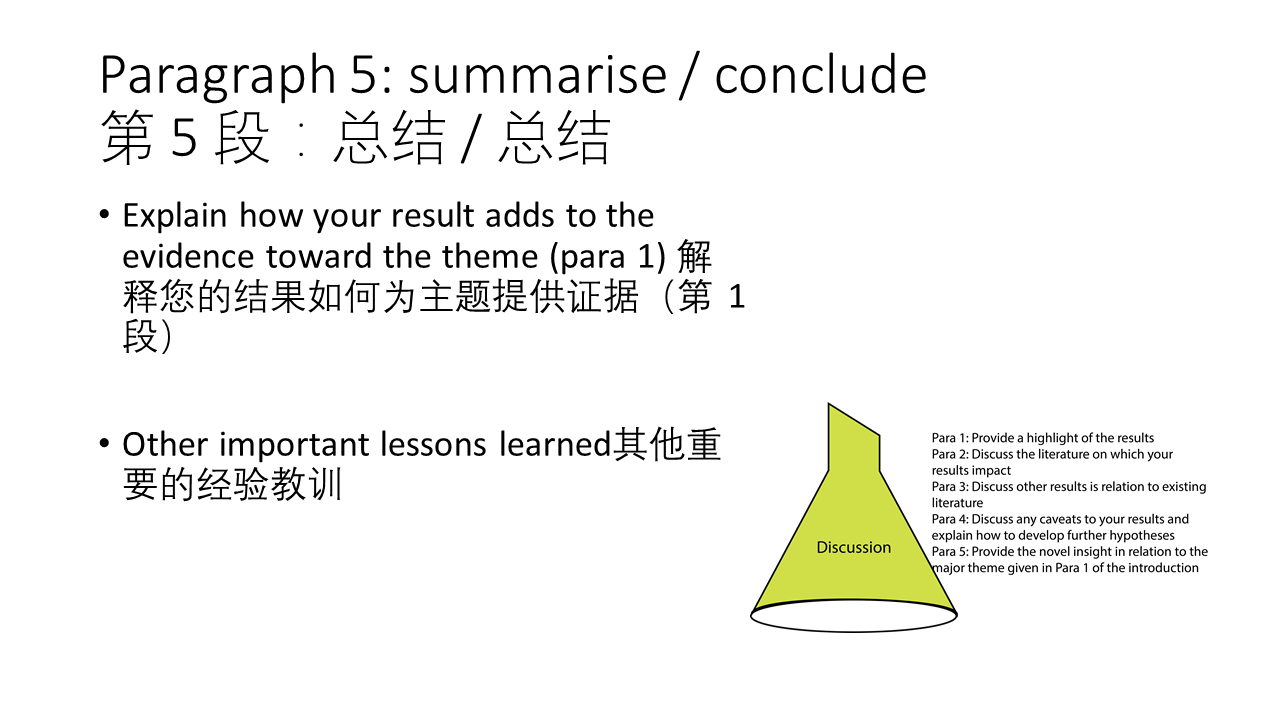 Paragraph 5: summarise / conclude
第 5 段：总结 / 总结
• Explain how your result adds to the
evidence toward the theme (para 1) 解
释您的结果如何为主题提供证据（第 1
段）
• Other important lessons learned其他重
要的经验教训
Discussion
Para 1: Provide a highlight of the results
Para 2: Discuss the literature on which your
results impact
Para 3: Discuss other results is relation to existing
literature
Para 4: Discuss any caveats to your results and
explain how to develop further hypotheses
Para 5: Provide the novel insight in relation to the
major theme given in Para 1 of the introduction